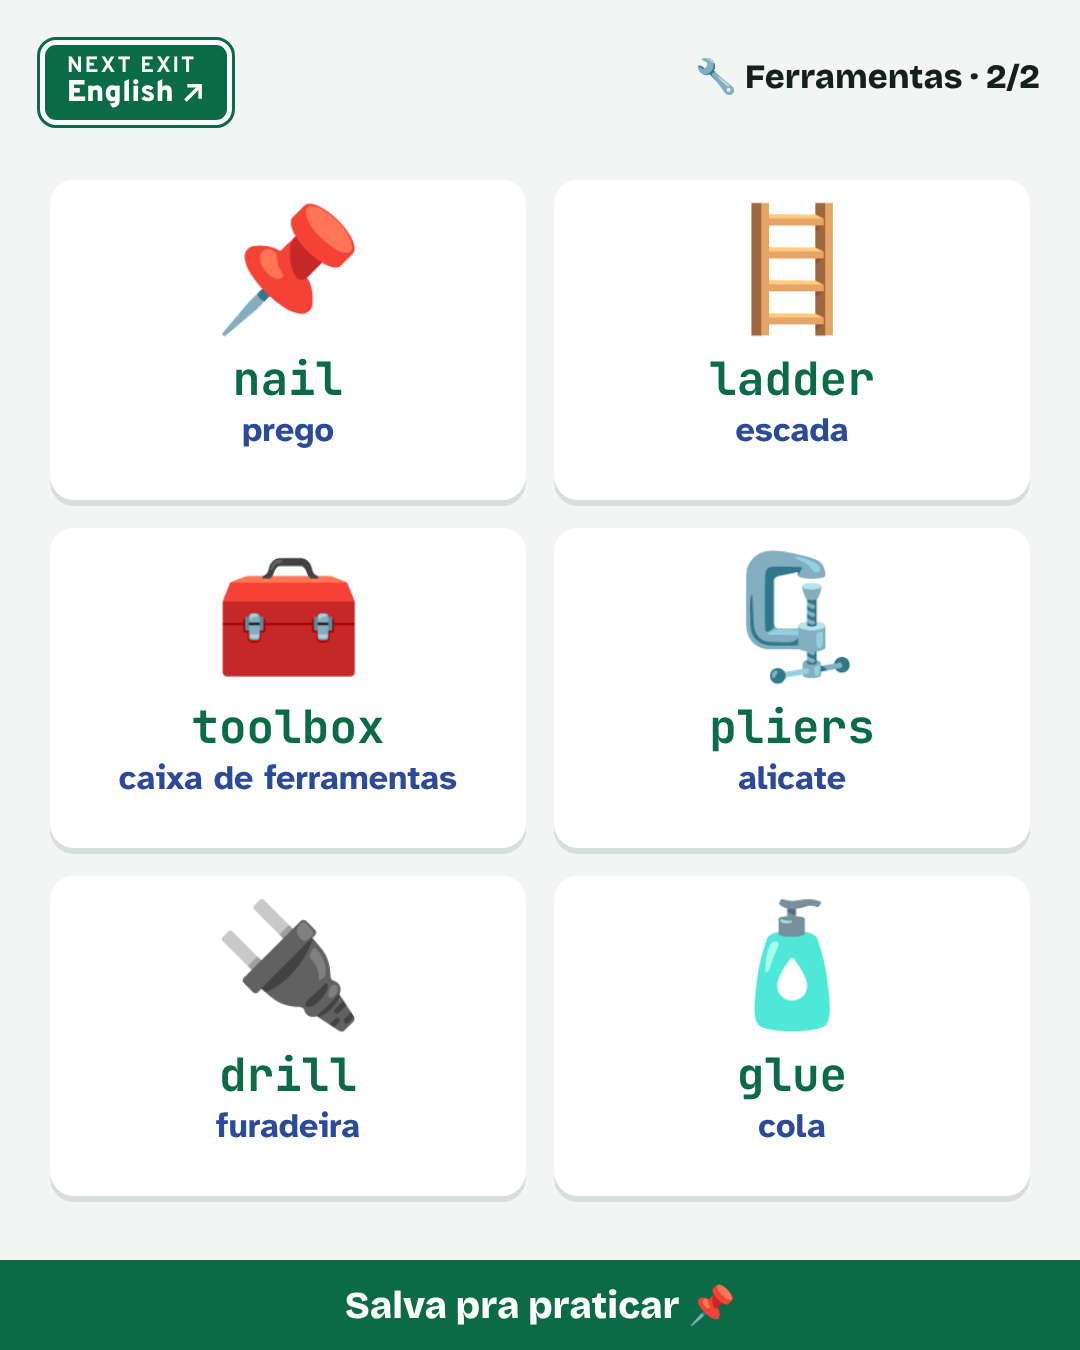 NEXT EXIT
English ↗
🔧 Ferramentas · 2/2
nail
prego
ladder
escada
toolbox
caixa de ferramentas
pliers
alicate
drill
furadeira
glue
cola
Salva pra praticar 📌